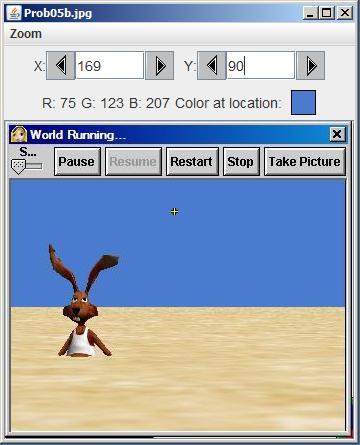 Prob05b.jpg
Zoom
X: 169 Y: 90
R: 75 G: 123 B: 207 Color at location:
World Running...
S... Pause Resume Restart Stop Take Picture